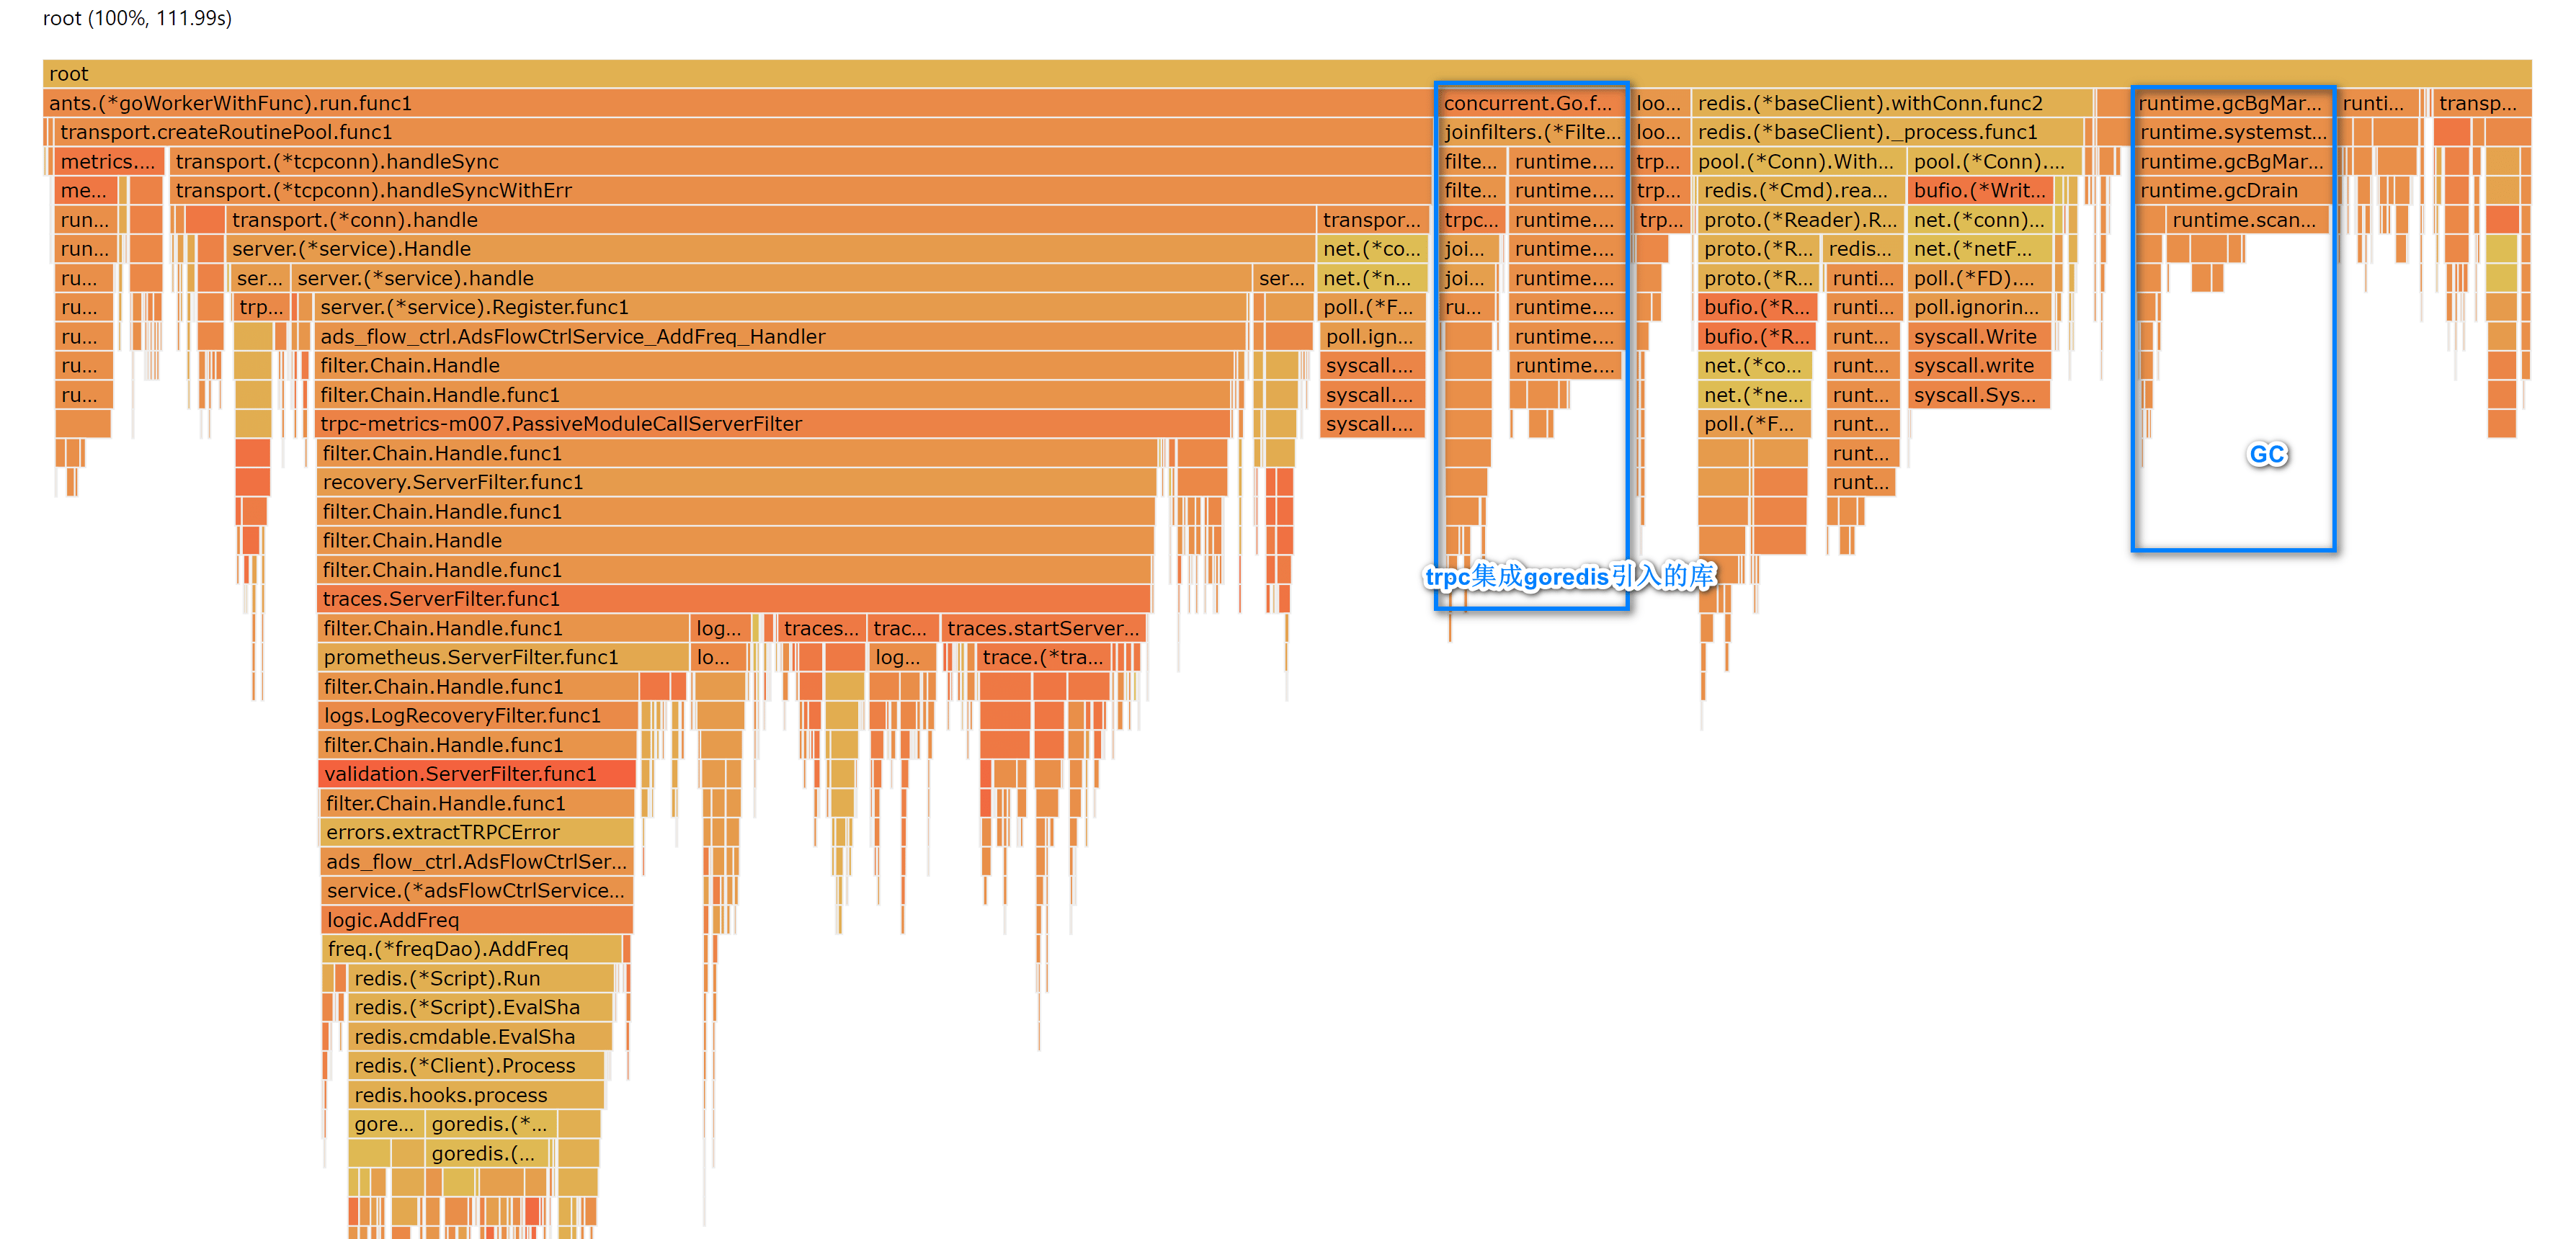 root (100%, 111.99s)
root
ants.(*goWorkerWithFunc).run.func1 concurrent.Go.f... loo... redis.(*baseClient).withConn.func2 runtime.gcBgMar... runti... transp...
transport.createRoutinePool.func1 joinfilters.(*Filte... loo... redis.(*baseClient)._process.func1 runtime.systemst...
metrics.... transport.(*tcpconn).handleSync filte... runtime.... trp... pool.(*Conn).With... pool.(*Conn).... runtime.gcBgMar...
me... transport.(*tcpconn).handleSyncWithErr filte... runtime.... trp... redis.(*Cmd).rea... bufio.(*Writ... runtime.gcDrain
run... transport.(*conn).handle transpor... trpc... runtime.... trp... proto.(*Reader).R... net.(*conn)... runtime.scan...
run... server.(*service).Handle net.(*co... joi... runtime.... proto.(*R... redis... net.(*netF...
ru... ser... server.(*service).handle ser... net.(*n... joi... runtime.... proto.(*R... runti... poll.(*FD)....
ru... trp... server.(*service).Register.func1 poll.(*F... ru... runtime.... bufio.(*R... runti... poll.ignorin...
ru... ads_flow_ctrl.AdsFlowCtrlService_AddFreq_Handler poll.ign... runtime.... bufio.(*R... runt... syscall.Write
ru... filter.Chain.Handle syscall.... runtime.... net.(*co... runt... syscall.write
ru... filter.Chain.Handle.func1 syscall.... net.(*ne... runt... syscall.Sys...
trpc-metrics-m007.PassiveModuleCallServerFilter syscall.... poll.(*F... runt...
filter.Chain.Handle.func1 runt... GC
recovery.ServerFilter.func1 runt...
filter.Chain.Handle.func1
filter.Chain.Handle
filter.Chain.Handle.func1 trpc集成goredis引入的库
traces.ServerFilter.func1
filter.Chain.Handle.func1 log... traces... trac... traces.startServer...
prometheus.ServerFilter.func1 lo... log... trace.(*tra...
filter.Chain.Handle.func1
logs.LogRecoveryFilter.func1
filter.Chain.Handle.func1
validation.ServerFilter.func1
filter.Chain.Handle.func1
errors.extractTRPCError
ads_flow_ctrl.AdsFlowCtrlSer...
service.(*adsFlowCtrlService...
logic.AddFreq
freq.(*freqDao).AddFreq
redis.(*Script).Run
redis.(*Script).EvalSha
redis.cmdable.EvalSha
redis.(*Client).Process
redis.hooks.process
gore... goredis.(*...
goredis.(...